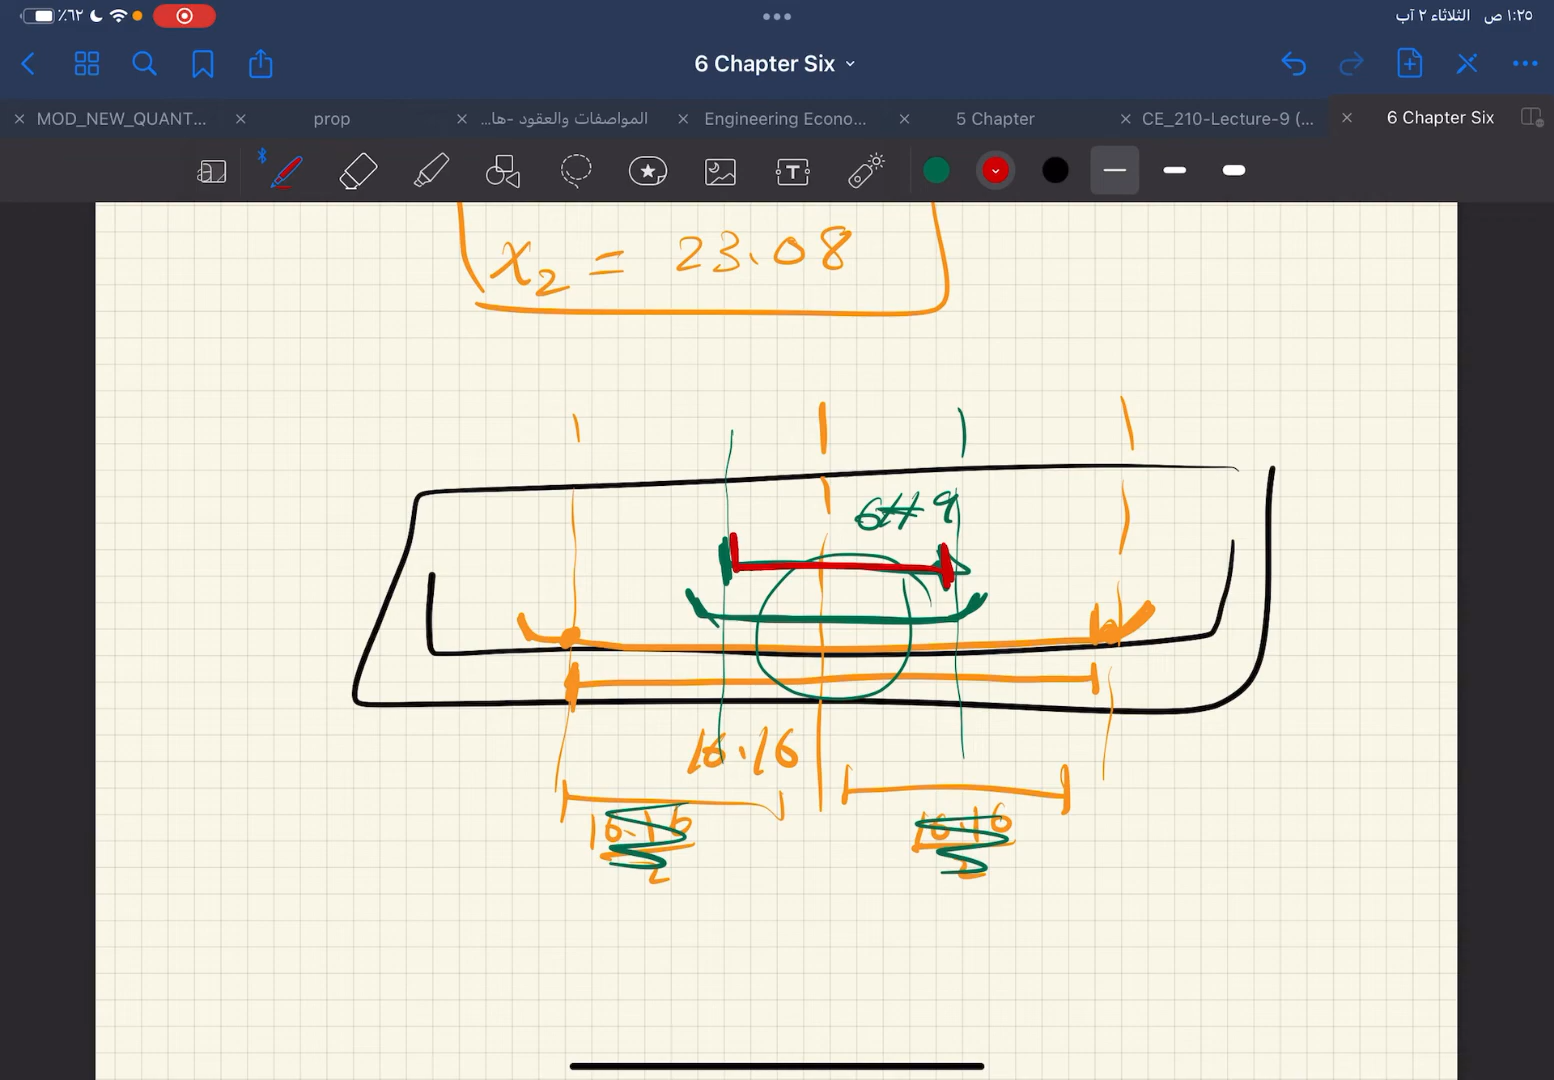 ٪٦٢
١:٢٥ ص الثلاثاء ٢ آب
6 Chapter Six
MOD_NEW_QUANT...
prop
المواصفات والعقود -ها...
Engineering Econo...
5 Chapter
CE_210-Lecture-9 (...
6 Chapter Six
T
x₂ = 23.08
6#9
16.16
16.16
2
16.16
2